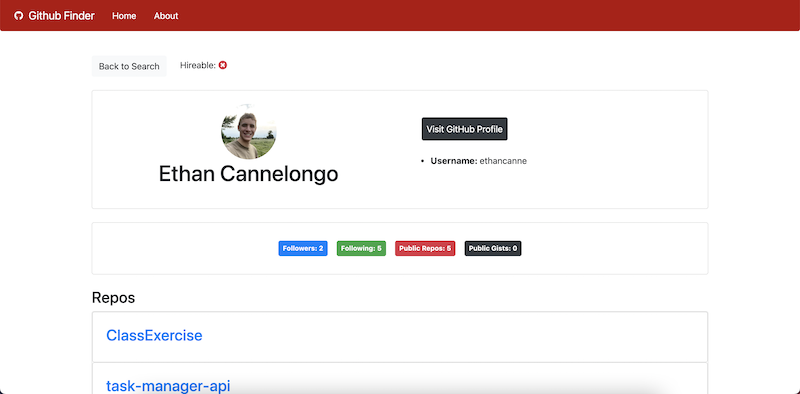 Github Finder Home About
Back to Search Hireable:
Visit GitHub Profile
Username: ethancanne
Ethan Cannelongo
Followers: 2 Following: 5 Public Repos: 5 Public Gists: 0
Repos
ClassExercise
task-manager-api